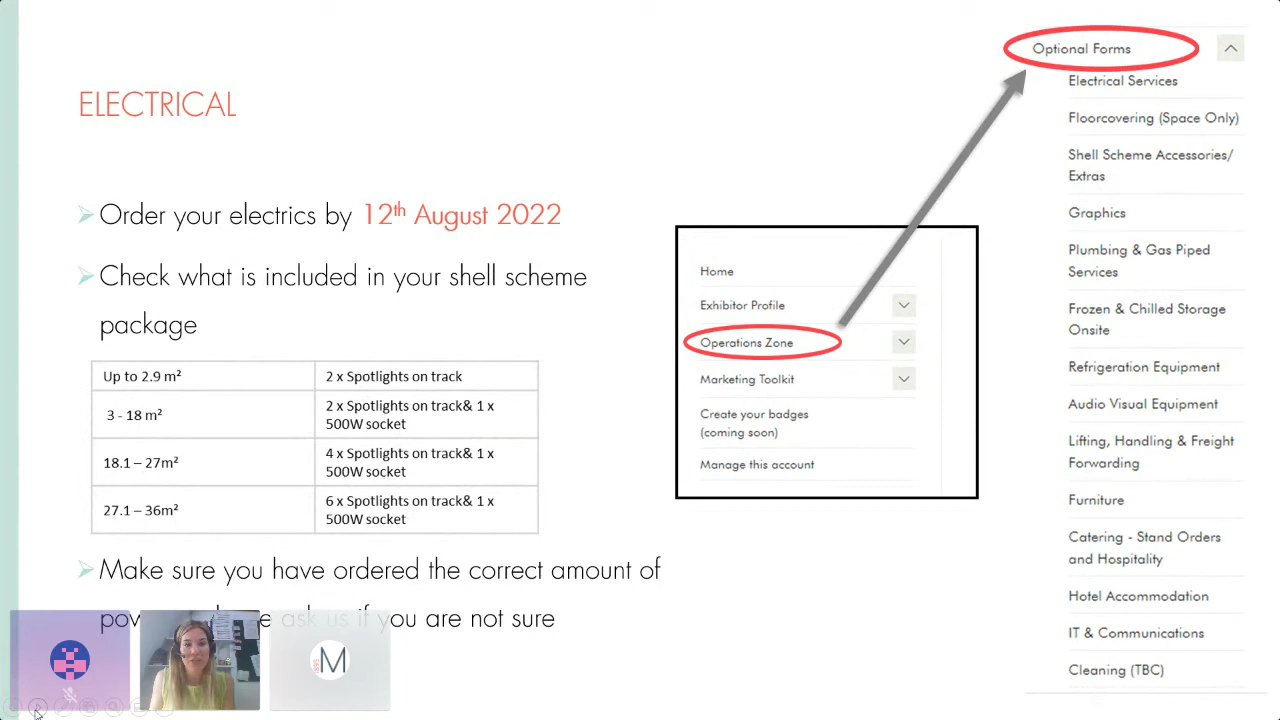 ELECTRICAL
Order your electrics by 12th August 2022
Check what is included in your shell scheme
package
Up to 2.9 m² 2 x Spotlights on track
3 - 18 m² 2 x Spotlights on track& 1 x
500W socket
18.1 – 27m² 4 x Spotlights on track& 1 x
500W socket
27.1 – 36m² 6 x Spotlights on track& 1 x
500W socket
Make sure you have ordered the correct amount of
ask us if you are not sure
M
Home
Exhibitor Profile
Operations Zone
Marketing Toolkit
Create your badges
(coming soon)
Manage this account
Optional Forms
Electrical Services
Floorcovering (Space Only)
Shell Scheme Accessories/
Extras
Graphics
Plumbing & Gas Piped
Services
Frozen & Chilled Storage
Onsite
Refrigeration Equipment
Audio Visual Equipment
Lifting, Handling & Freight
Forwarding
Furniture
Catering - Stand Orders
and Hospitality
Hotel Accommodation
IT & Communications
Cleaning (TBC)